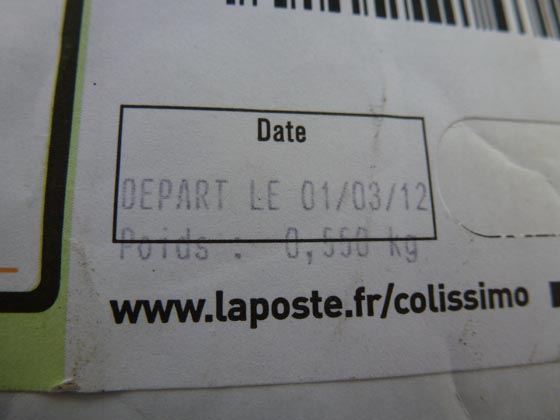 Date
DEPART LE 01/03/12
Poids : 0,550 kg
www.laposte.fr/colissimo